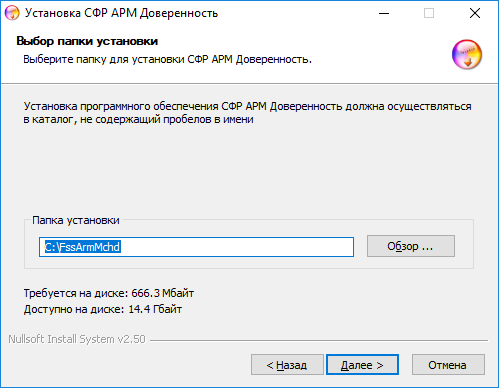 Установка СФР АРМ Доверенность
Выбор папки установки
Выберите папку для установки СФР АРМ Доверенность.
Установка программного обеспечения СФР АРМ Доверенность должна осуществляться
в каталог, не содержащий пробелов в имени
Папка установки
C:\FssArmMchd
Обзор ...
Требуется на диске: 666.3 Мбайт
Доступно на диске: 14.4 Гбайт
Nullsoft Install System v2.50
< Назад
Далее >
Отмена